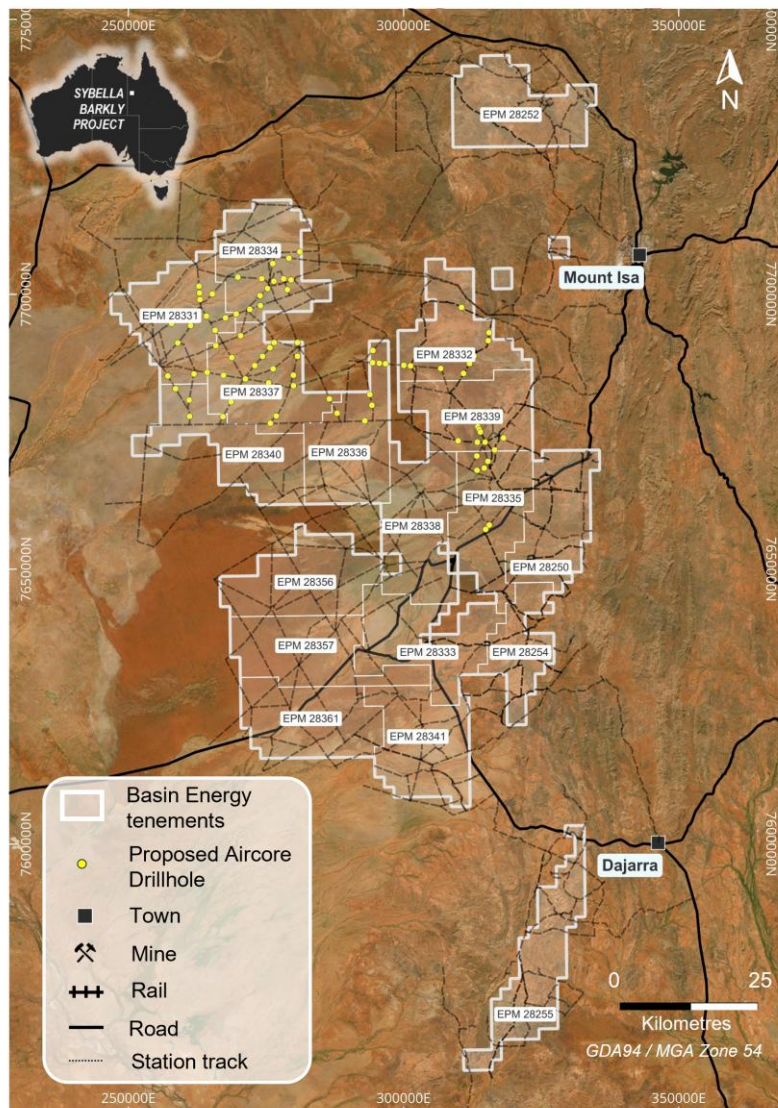 250000E
300000E
350000E
7750000N
SYBELLA
BARKLY
PROJECT
N
EPM 28252
EPM 28334
Mount Isa
7700000N
7700000N
EPM 28331
EPM 28332
EPM 28337
EPM 28339
EPM 28340
EPM 28336
EPM 28335
EPM 28338
7650000N
7650000N
EPM 28356
EPM 28250
EPM 28357
EPM 28333
EPM 28254
EPM 28361
EPM 28341
Basin Energy
tenements
Proposed Aircore
Drillhole
Town
Mine
Rail
Road
Station track
7600000N
7600000N
Dajarra
EPM 28255
0
25
Kilometres
GDA94 / MGA Zone 54
250000E
300000E
350000E